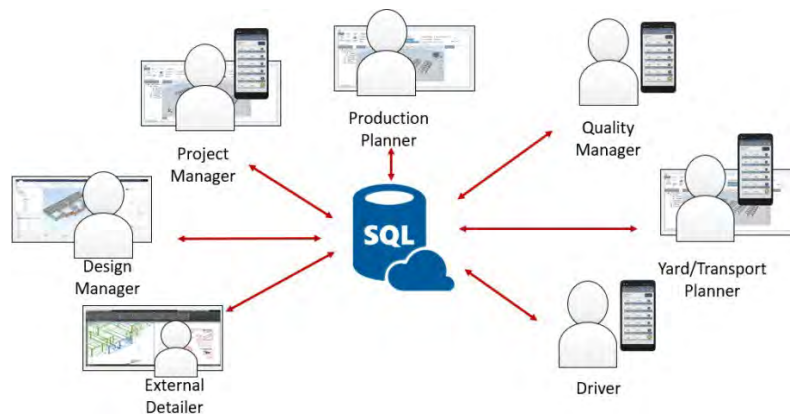 Production
Planner
Project
Manager
Quality
Manager
Design
Manager
SQL
Yard/Transport
Planner
External
Detailer
Driver